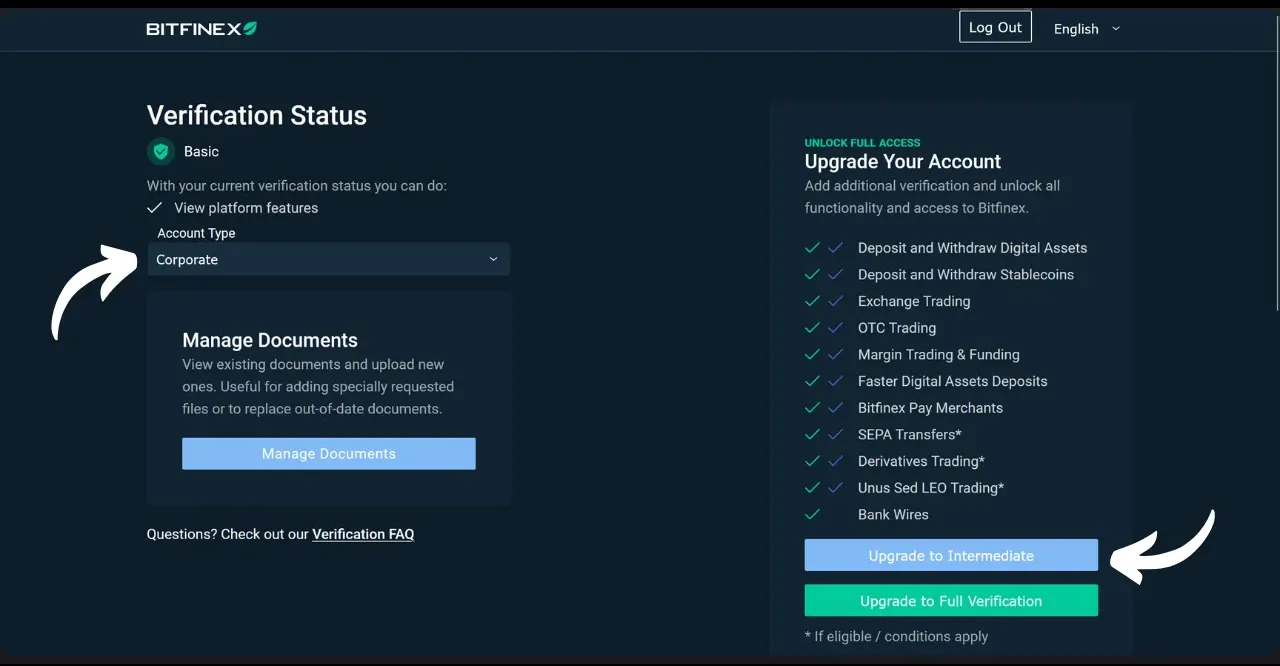 BITFINEX
Log Out
English
Verification Status
Basic
With your current verification status you can do:
View platform features
Account Type
Corporate
Manage Documents
View existing documents and upload new
ones. Useful for adding specially requested
files or to replace out-of-date documents.
Manage Documents
Questions? Check out our Verification FAQ
UNLOCK FULL ACCESS
Upgrade Your Account
Add additional verification and unlock all
functionality and access to Bitfinex.
Deposit and Withdraw Digital Assets
Deposit and Withdraw Stablecoins
Exchange Trading
OTC Trading
Margin Trading & Funding
Faster Digital Assets Deposits
Bitfinex Pay Merchants
SEPA Transfers*
Derivatives Trading*
Unus Sed LEO Trading*
Bank Wires
Upgrade to Intermediate
Upgrade to Full Verification
* If eligible / conditions apply